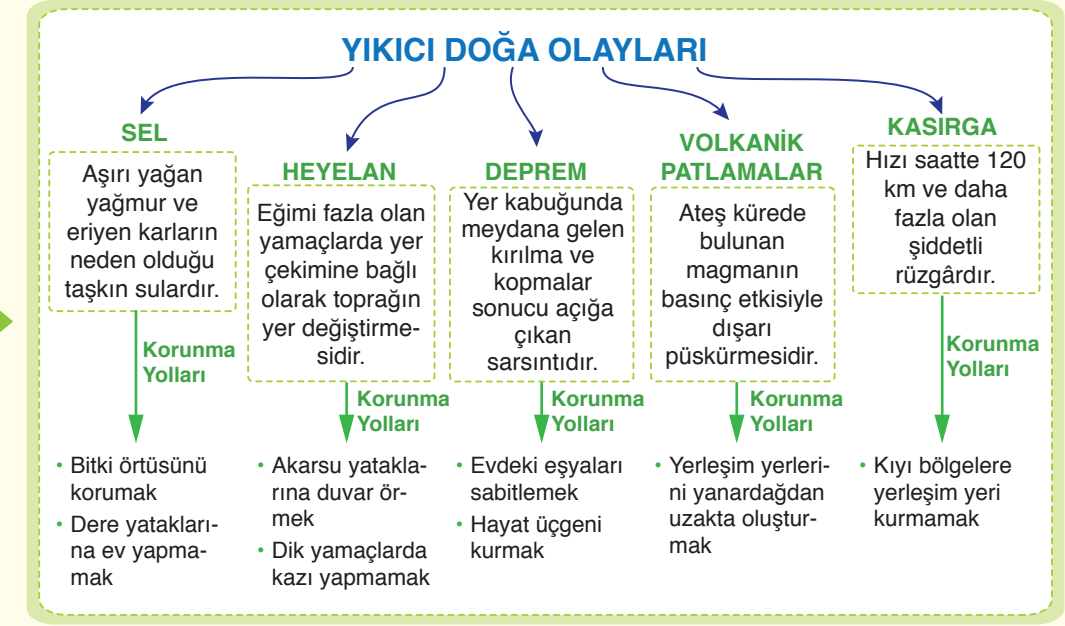 YIKICI DOĞA OLAYLARI
SEL
Aşırı yağan
yağmur ve
eriyen karların
neden olduğu
taşkın sulardır.
Korunma
Yolları
• Bitki örtüsünü
korumak
• Dere yatakları-
na ev yapma-
mak
HEYELAN
Eğimi fazla olan
yamaçlarda yer
çekimine bağlı
olarak toprağın
yer değiştirme-
sidir.
Korunma
Yolları
• Akarsu yatakla-
rına duvar ör-
mek
• Dik yamaçlarda
kazı yapmamak
DEPREM
Yer kabuğunda
meydana gelen
kırılma ve
kopmalar
sonucu açığa
çıkan
sarsıntıdır.
Korunma
Yolları
• Evdeki eşyaları
sabitlemek
• Hayat üçgeni
kurmak
VOLKANİK
PATLAMALAR
Ateş kürede
bulunan
magmanın
basınç etkisiyle
dışarı
püskürmesidir.
Korunma
Yolları
• Yerleşim yerleri-
ni yanardağdan
uzakta oluştur-
mak
KASIRGA
Hızı saatte 120
km ve daha
fazla olan
şiddetli
rüzgârdır.
Korunma
Yolları
• Kıyı bölgelere
yerleşim yeri
kurmamak